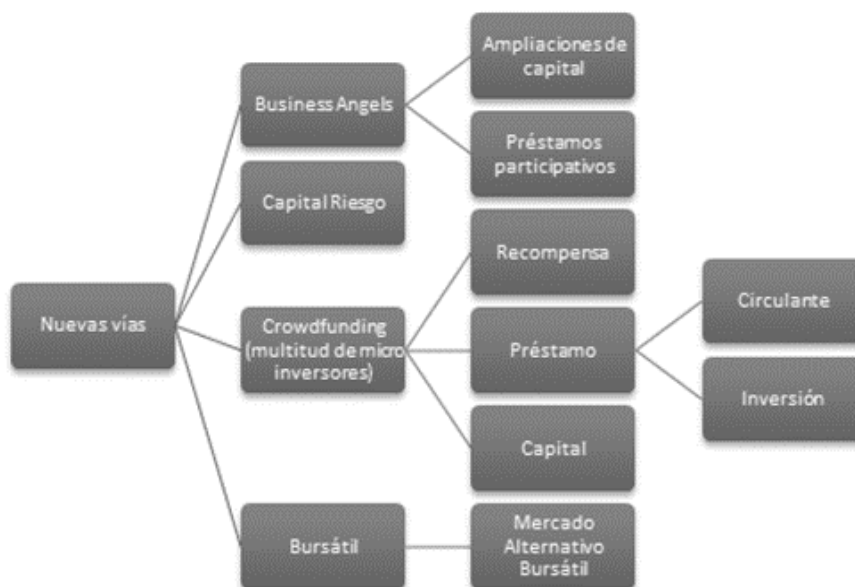 Nuevas vías
Business Angels
Ampliaciones de
capital
Préstamos
participativos
Capital Riesgo
Crowdfunding
(multitud de micro
inversores)
Recompensa
Préstamo
Circulante
Inversión
Capital
Bursátil
Mercado
Alternativo
Bursátil